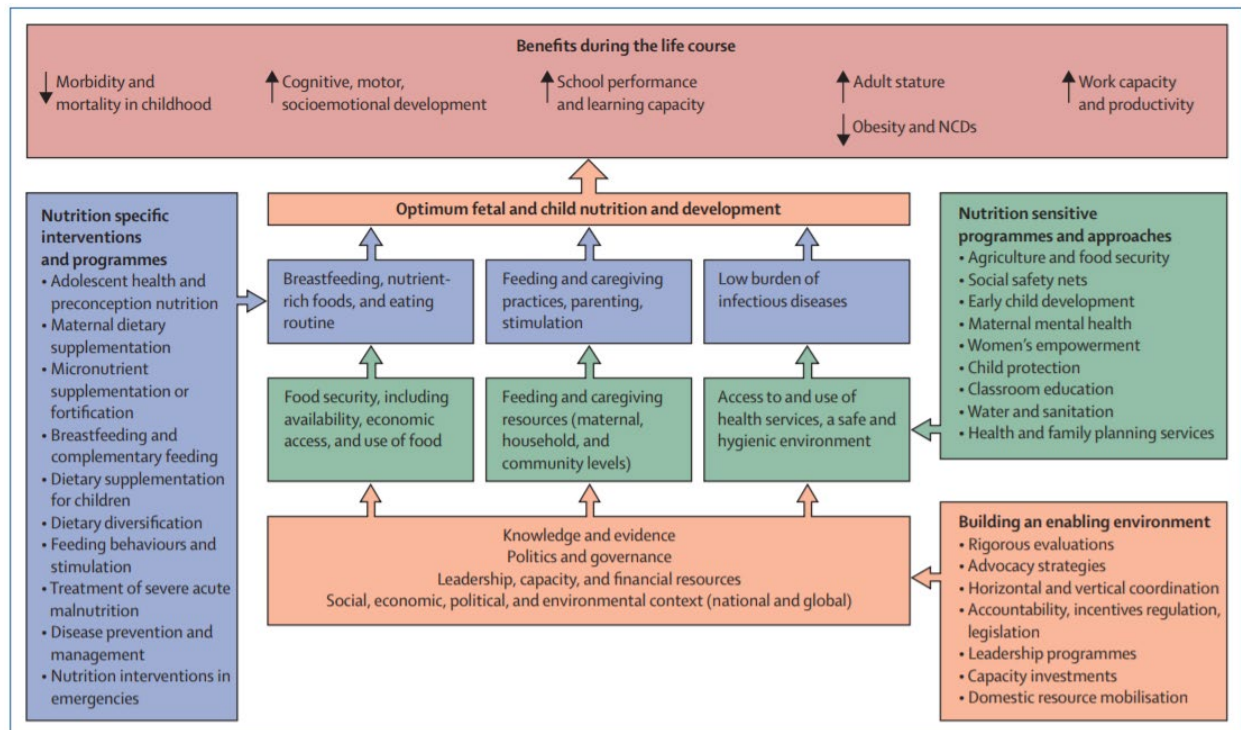 Benefits during the life course
Morbidity and
mortality in childhood
Cognitive, motor,
socioemotional development
School performance
and learning capacity
Adult stature
Obesity and NCDs
Work capacity
and productivity
Nutrition specific
interventions
and programmes
• Adolescent health and
preconception nutrition
• Maternal dietary
supplementation
• Micronutrient
supplementation or
fortification
• Breastfeeding and
complementary feeding
• Dietary supplementation
for children
• Dietary diversification
• Feeding behaviours and
stimulation
• Treatment of severe acute
malnutrition
• Disease prevention and
management
• Nutrition interventions in
emergencies
Optimum fetal and child nutrition and development
Breastfeeding, nutrient-
rich foods, and eating
routine
Feeding and caregiving
practices, parenting,
stimulation
Low burden of
infectious diseases
Food security, including
availability, economic
access, and use of food
Feeding and caregiving
resources (maternal,
household, and
community levels)
Access to and use of
health services, a safe and
hygienic environment
Knowledge and evidence
Politics and governance
Leadership, capacity, and financial resources
Social, economic, political, and environmental context (national and global)
Nutrition sensitive
programmes and approaches
• Agriculture and food security
• Social safety nets
• Early child development
• Maternal mental health
• Women's empowerment
• Child protection
• Classroom education
• Water and sanitation
• Health and family planning services
Building an enabling environment
• Rigorous evaluations
• Advocacy strategies
• Horizontal and vertical coordination
• Accountability, incentives regulation,
legislation
• Leadership programmes
• Capacity investments
• Domestic resource mobilisation